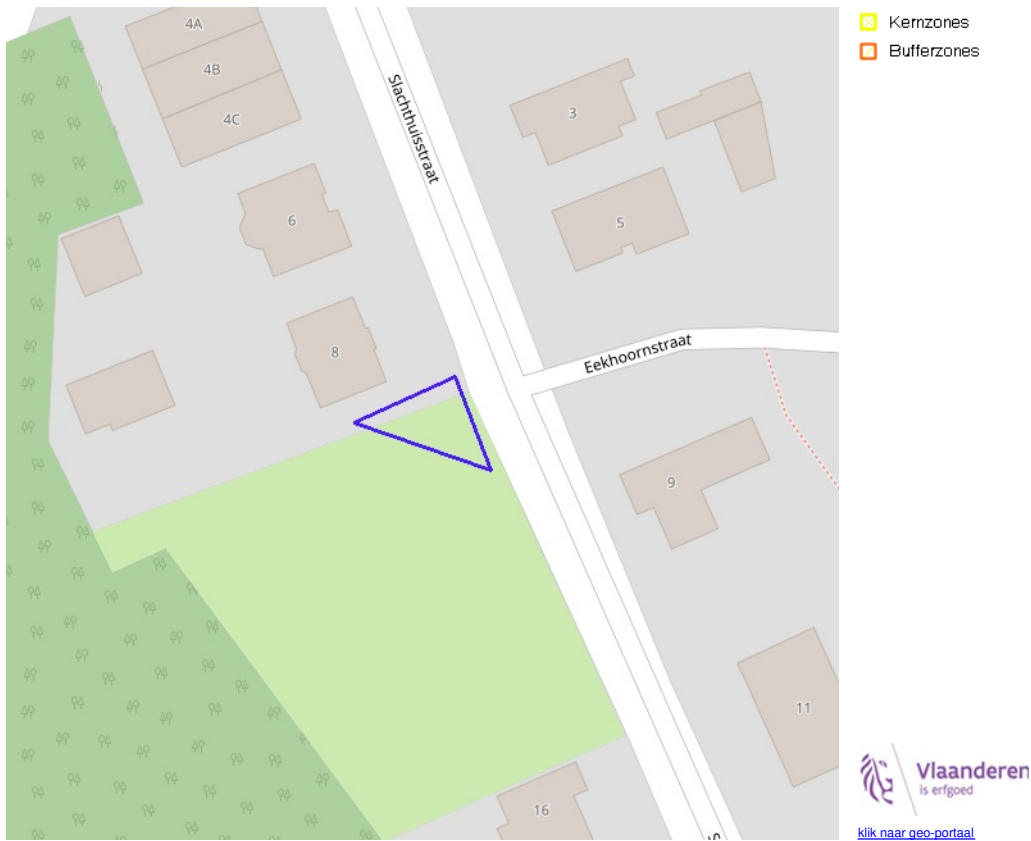 4A
4B
4C
Slachthuisstraat
3
5
6
8
Eekhoornstraat
9
11
16
S
Kernzones
Bufferzones
Vlaanderen
is erfgoed
klik naar geo-portaal